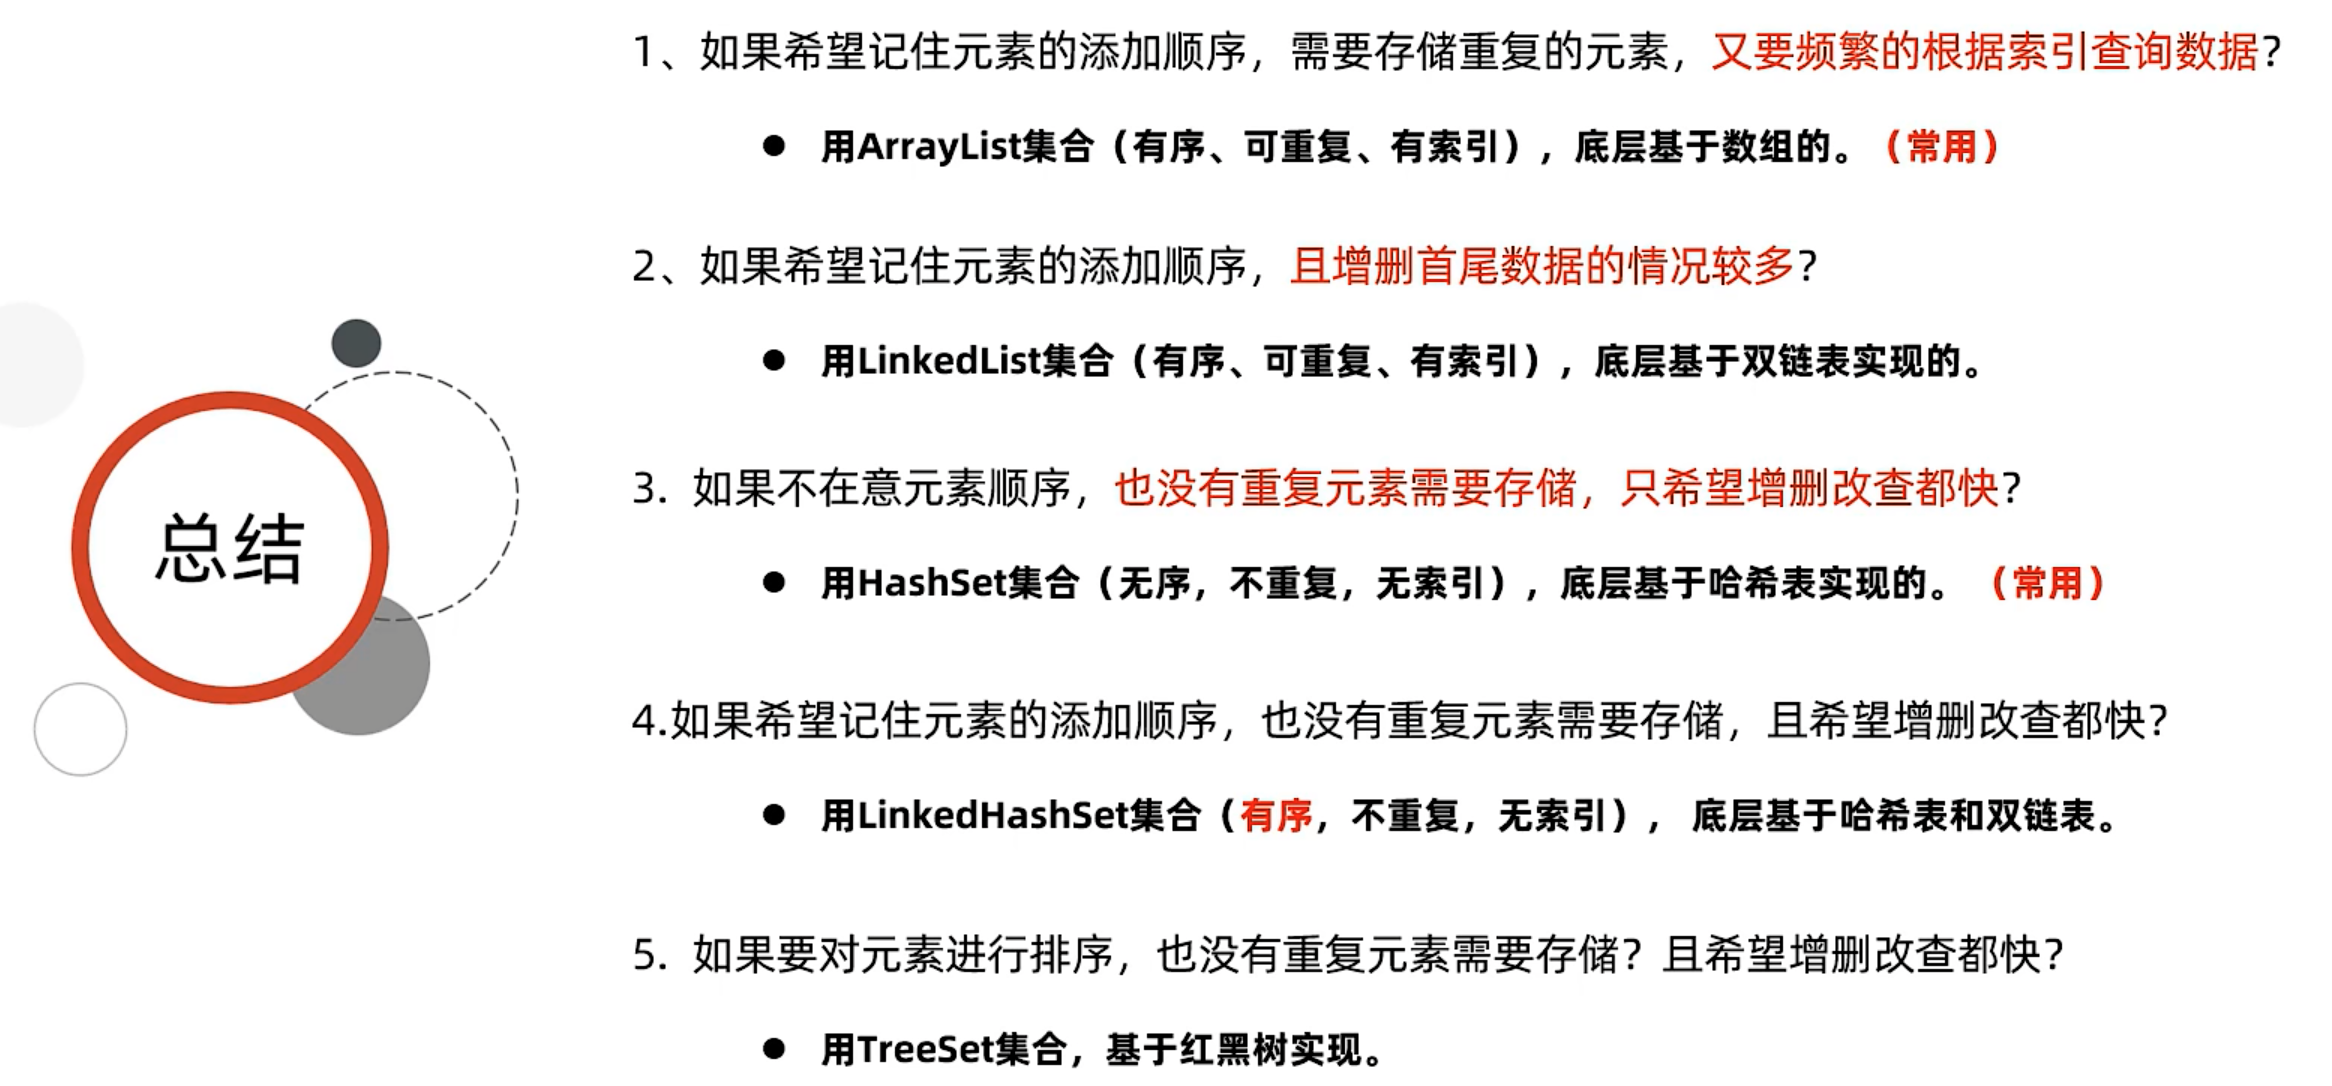 总结
1、如果希望记住元素的添加顺序，需要存储重复的元素，又要频繁的根据索引查询数据？
● 用ArrayList集合（有序、可重复、有索引），底层基于数组的。（常用）
2、如果希望记住元素的添加顺序，且增删首尾数据的情况较多？
● 用LinkedList集合（有序、可重复、有索引），底层基于双链表实现的。
3. 如果不在意元素顺序，也没有重复元素需要存储，只希望增删改查都快？
● 用HashSet集合（无序，不重复，无索引），底层基于哈希表实现的。（常用）
4.如果希望记住元素的添加顺序，也没有重复元素需要存储，且希望增删改查都快？
● 用LinkedHashSet集合（有序，不重复，无索引）， 底层基于哈希表和双链表。
5. 如果要对元素进行排序，也没有重复元素需要存储？且希望增删改查都快？
● 用TreeSet集合，基于红黑树实现。